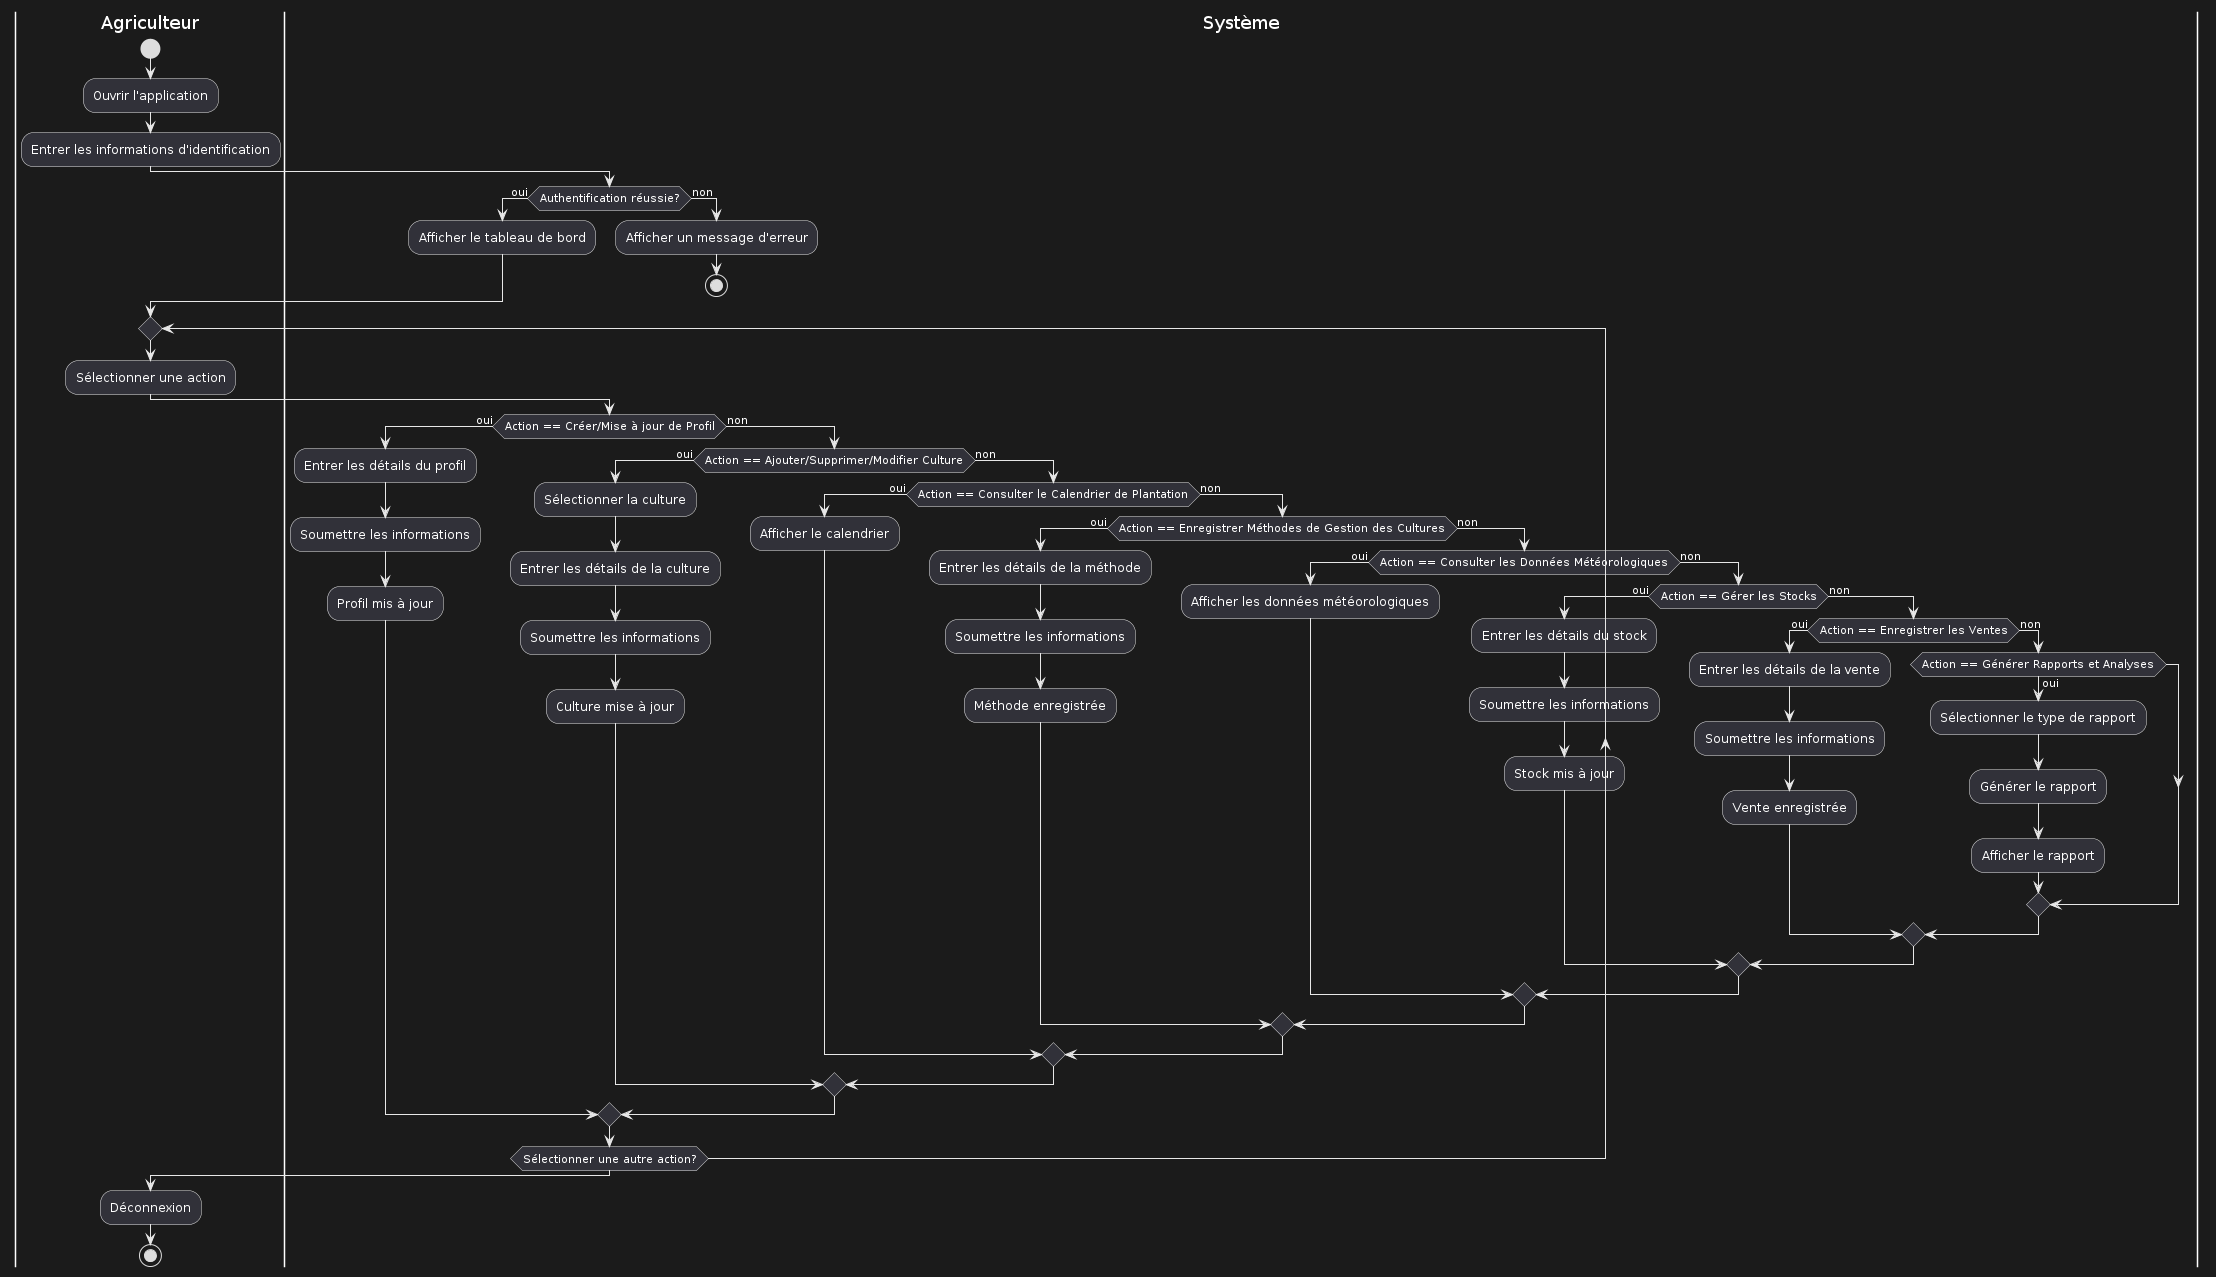 Agriculteur
Système
Ouvrir l'application
Entrer les informations d'identification
oui
Authentification réussie?
non
Afficher le tableau de bord
Afficher un message d'erreur
Sélectionner une action
oui
Action == Créer/Mise à jour de Profil
non
Entrer les détails du profil
Soumettre les informations
Profil mis à jour
oui
Action == Ajouter/Supprimer/Modifier Culture
non
Sélectionner la culture
Entrer les détails de la culture
Soumettre les informations
Culture mise à jour
oui
Action == Consulter le Calendrier de Plantation
non
Afficher le calendrier
oui
Action == Enregistrer Méthodes de Gestion des Cultures
non
Entrer les détails de la méthode
Soumettre les informations
Méthode enregistrée
oui
Action == Consulter les Données Météorologiques
non
Afficher les données météorologiques
oui
Action == Gérer les Stocks
non
Entrer les détails du stock
Soumettre les informations
Stock mis à jour
oui
Action == Enregistrer les Ventes
non
Entrer les détails de la vente
Soumettre les informations
Vente enregistrée
Action == Générer Rapports et Analyses
oui
Sélectionner le type de rapport
Générer le rapport
Afficher le rapport
Sélectionner une autre action?
Déconnexion